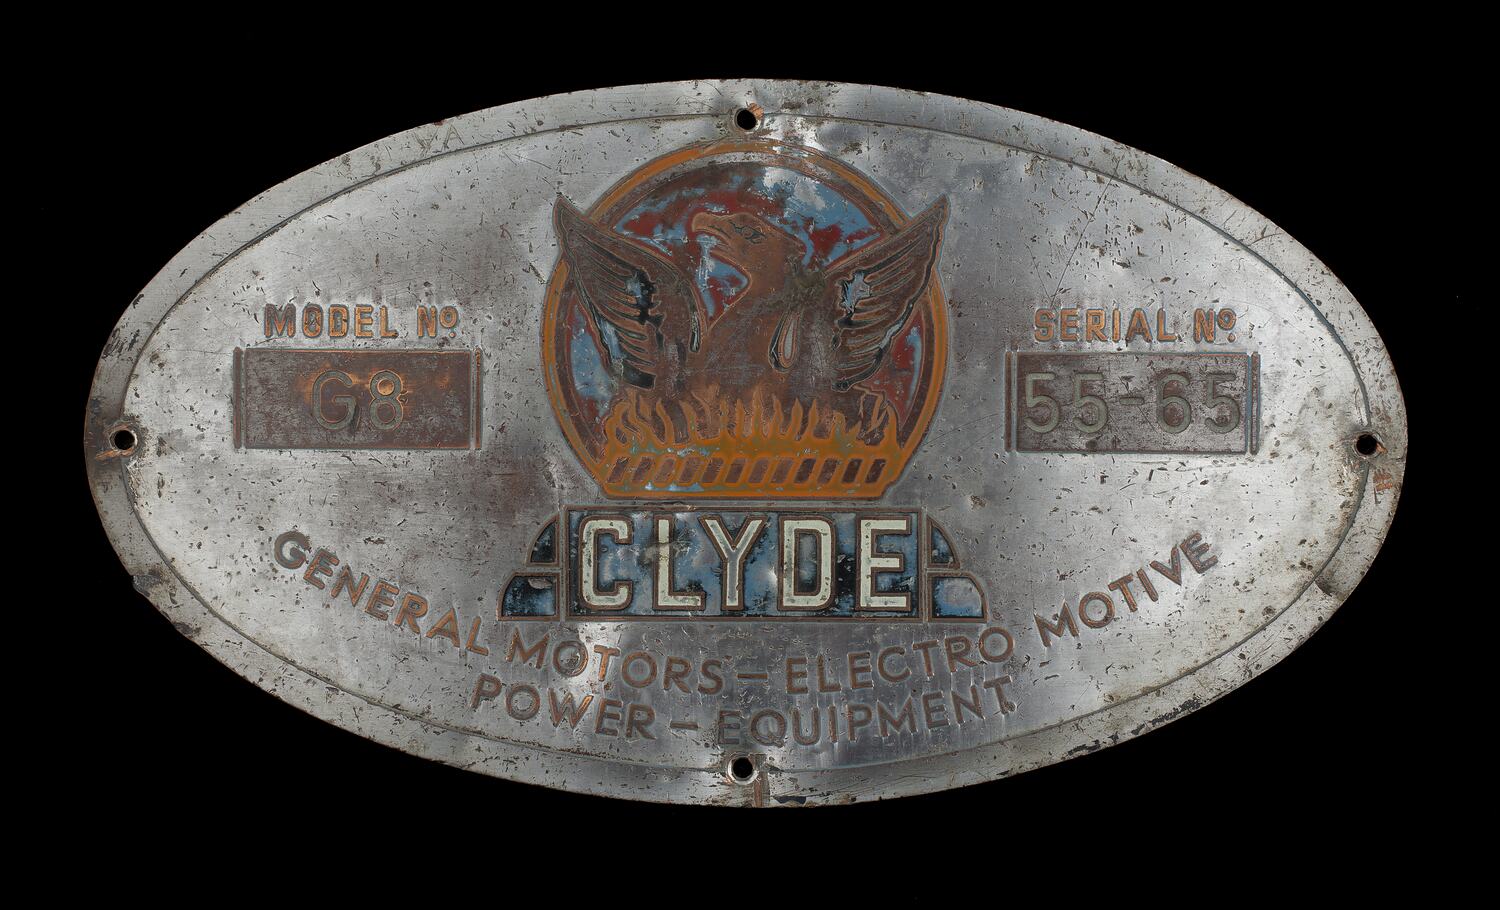 MODEL Nº
G8
SERIAL Nº
55-65
CLYDE
GENERAL MOTORS - ELECTRO MOTIVE
POWER - EQUIPMENT